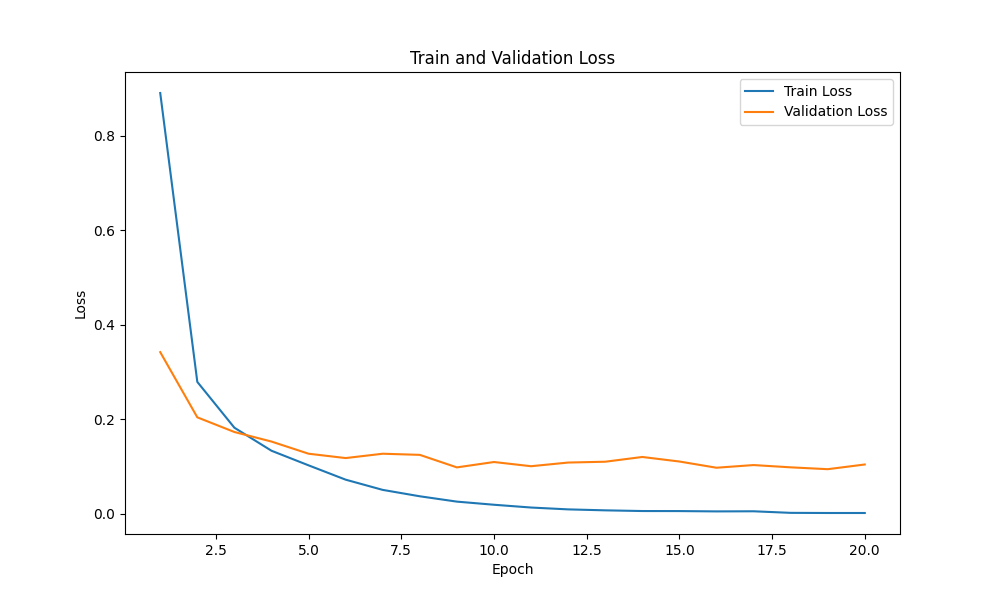 Train and Validation Loss
Train Loss
Validation Loss
Loss
0.8
0.6
0.4
0.2
0.0
2.5 5.0 7.5 10.0 12.5 15.0 17.5 20.0
Epoch